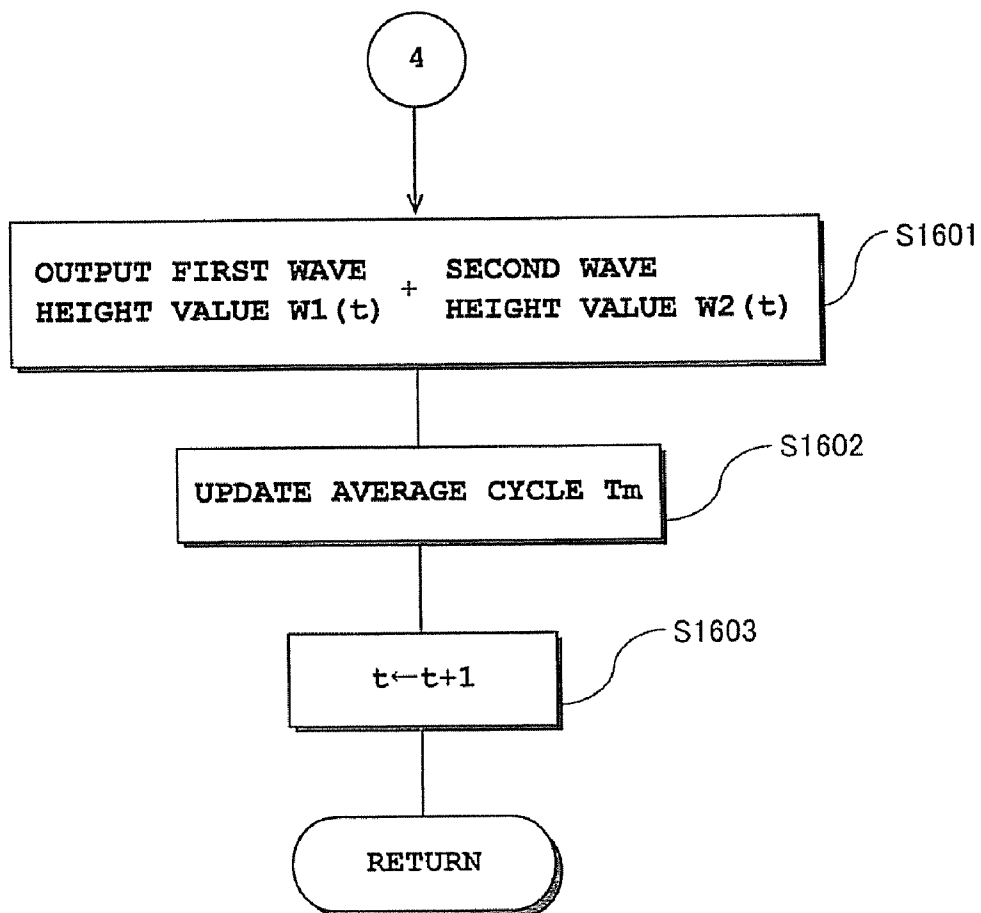 4
OUTPUT FIRST WAVE
HEIGHT VALUE W1(t)
+
SECOND WAVE
HEIGHT VALUE W2(t)
S1601
UPDATE AVERAGE CYCLE Tm
S1602
t←t+1
S1603
RETURN